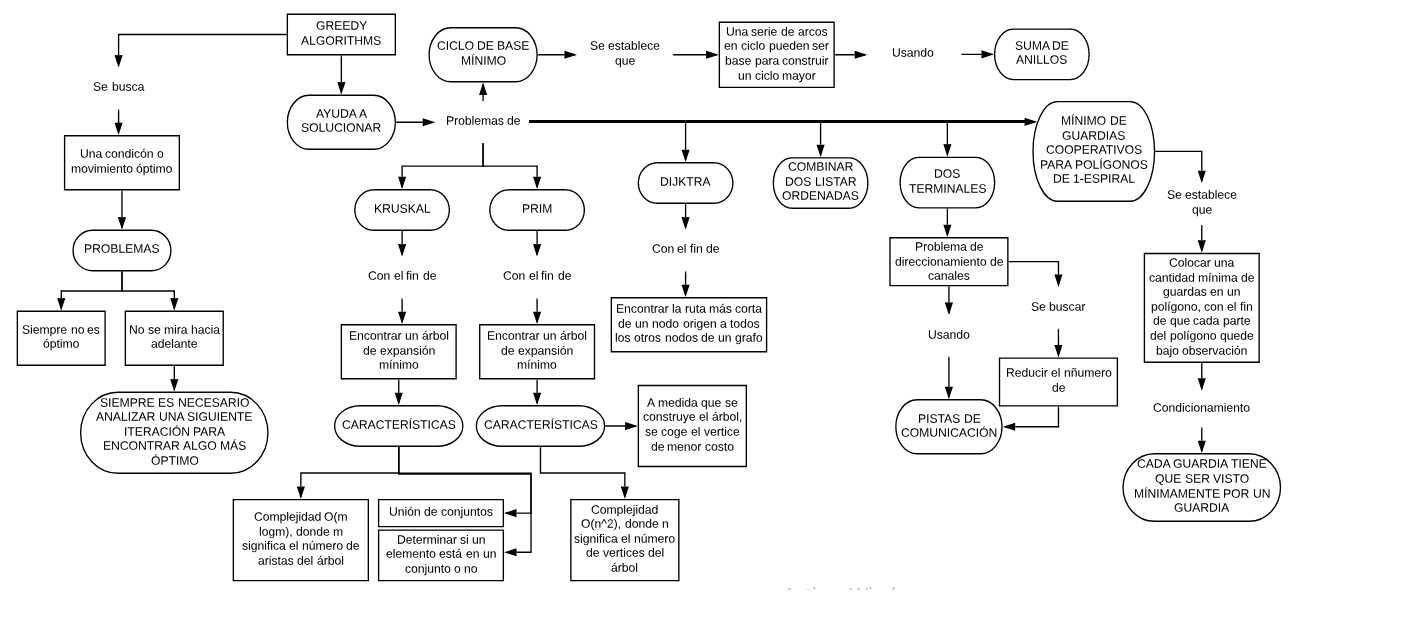 GREEDY
ALGORITHMS
Se busca
Una condicón o
movimiento óptimo
PROBLEMAS
Siempre no es
óptimo
No se mira hacia
adelante
SIEMPRE ES NECESARIO
ANALIZAR UNA SIGUIENTE
ITERACIÓN PARA
ENCONTRAR ALGO MÁS
ÓPTIMO
AYUDA A
SOLUCIONAR
Problemas de
CICLO DE BASE
MÍNIMO
Se establece
que
Una serie de arcos
en ciclo pueden ser
base para construir
un ciclo mayor
Usando
SUMA DE
ANILLOS
KRUSKAL
Con el fin de
Encontrar un árbol
de expansión
mínimo
CARACTERÍSTICAS
Complejidad O(m
logm), donde m
significa el número de
aristas del árbol
Unión de conjuntos
Determinar si un
elemento está en un
conjunto o no
PRIM
Con el fin de
Encontrar un árbol
de expansión
mínimo
CARACTERÍSTICAS
A medida que se
construye el árbol,
se coge el vertice
de menor costo
Complejidad
O(n^2), donde n
significa el número
de vertices del
árbol
DIJKTRA
Con el fin de
Encontrar la ruta más corta
de un nodo origen a todos
los otros nodos de un grafo
COMBINAR
DOS LISTAR
ORDENADAS
DOS
TERMINALES
Problema de
direccionamiento de
canales
Usando
Se buscar
Reducir el nñumero
de
PISTAS DE
COMUNICACIÓN
MÍNIMO DE
GUARDIAS
COOPERATIVOS
PARA POLÍGONOS
DE 1-ESPIRAL
Se establece
que
Colocar una
cantidad mínima de
guardas en un
polígono, con el fin
de que cada parte
del polígono quede
bajo observación
Condicionamiento
CADA GUARDIA TIENE
QUE SER VISTO
MÍNIMAMENTE POR UN
GUARDIA